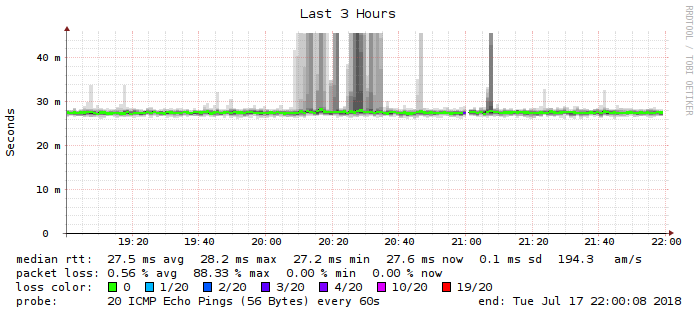 Last 3 Hours
RRDTOOL / TOBI OETIKER
Seconds
40 m
30 m
20 m
10 m
0
19:20 19:40 20:00 20:20 20:40 21:00 21:20 21:40 22:00
median rtt: 27.5 ms avg 28.2 ms max 27.2 ms min 27.6 ms now 0.1 ms sd 194.3 am/s
packet loss: 0.56 % avg 88.33 % max 0.00 % min 0.00 % now
loss color: 0 1/20 2/20 3/20 4/20 10/20 19/20
probe: 20 ICMP Echo Pings (56 Bytes) every 60s end: Tue Jul 17 22:00:08 2018